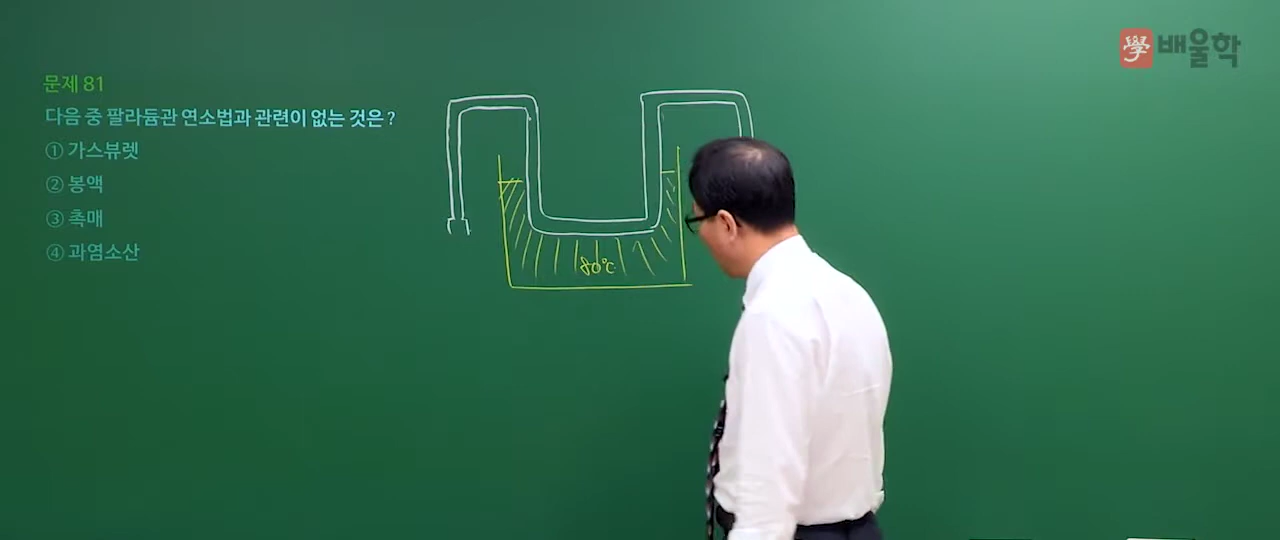 學 배울학
문제 81
다음 중 팔라듐관 연소법과 관련이 없는 것은 ?
① 가스뷰렛
② 봉액
③ 촉매
④ 과염소산
80℃